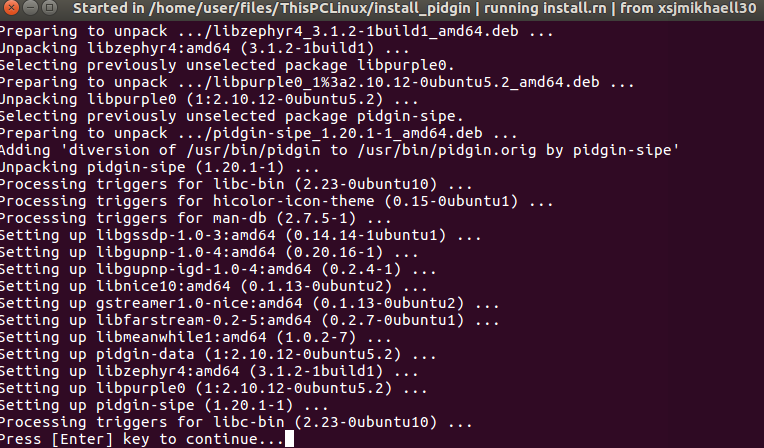 Started in /home/user/files/ThisPCLinux/install_pidgin | running install.rn | from xsjmikhaell30
Preparing to unpack .../libzephyr4_3.1.2-1build1_amd64.deb ...
Unpacking libzephyr4:amd64 (3.1.2-1build1) ...
Selecting previously unselected package libpurple0.
Preparing to unpack .../libpurple0_1%3a2.10.12-0ubuntu5.2_amd64.deb ...
Unpacking libpurple0 (1:2.10.12-0ubuntu5.2) ...
Selecting previously unselected package pidgin-sipe.
Preparing to unpack .../pidgin-sipe_1.20.1-1_amd64.deb ...
Adding 'diversion of /usr/bin/pidgin to /usr/bin/pidgin.orig by pidgin-sipe'
Unpacking pidgin-sipe (1.20.1-1) ...
Processing triggers for libc-bin (2.23-0ubuntu10) ...
Processing triggers for hicolor-icon-theme (0.15-0ubuntu1) ...
Processing triggers for man-db (2.7.5-1) ...
Setting up libgssdp-1.0-3:amd64 (0.14.14-1ubuntu1) ...
Setting up libgupnp-1.0-4:amd64 (0.20.16-1) ...
Setting up libgupnp-igd-1.0-4:amd64 (0.2.4-1) ...
Setting up libnice10:amd64 (0.1.13-0ubuntu2) ...
Setting up gstreamer1.0-nice:amd64 (0.1.13-0ubuntu2) ...
Setting up libfarstream-0.2-5:amd64 (0.2.7-0ubuntu1) ...
Setting up libmeanwhile1:amd64 (1.0.2-7) ...
Setting up pidgin-data (1:2.10.12-0ubuntu5.2) ...
Setting up libzephyr4:amd64 (3.1.2-1build1) ...
Setting up libpurple0 (1:2.10.12-0ubuntu5.2) ...
Setting up pidgin-sipe (1.20.1-1) ...
Processing triggers for libc-bin (2.23-0ubuntu10) ...
Press [Enter] key to continue...